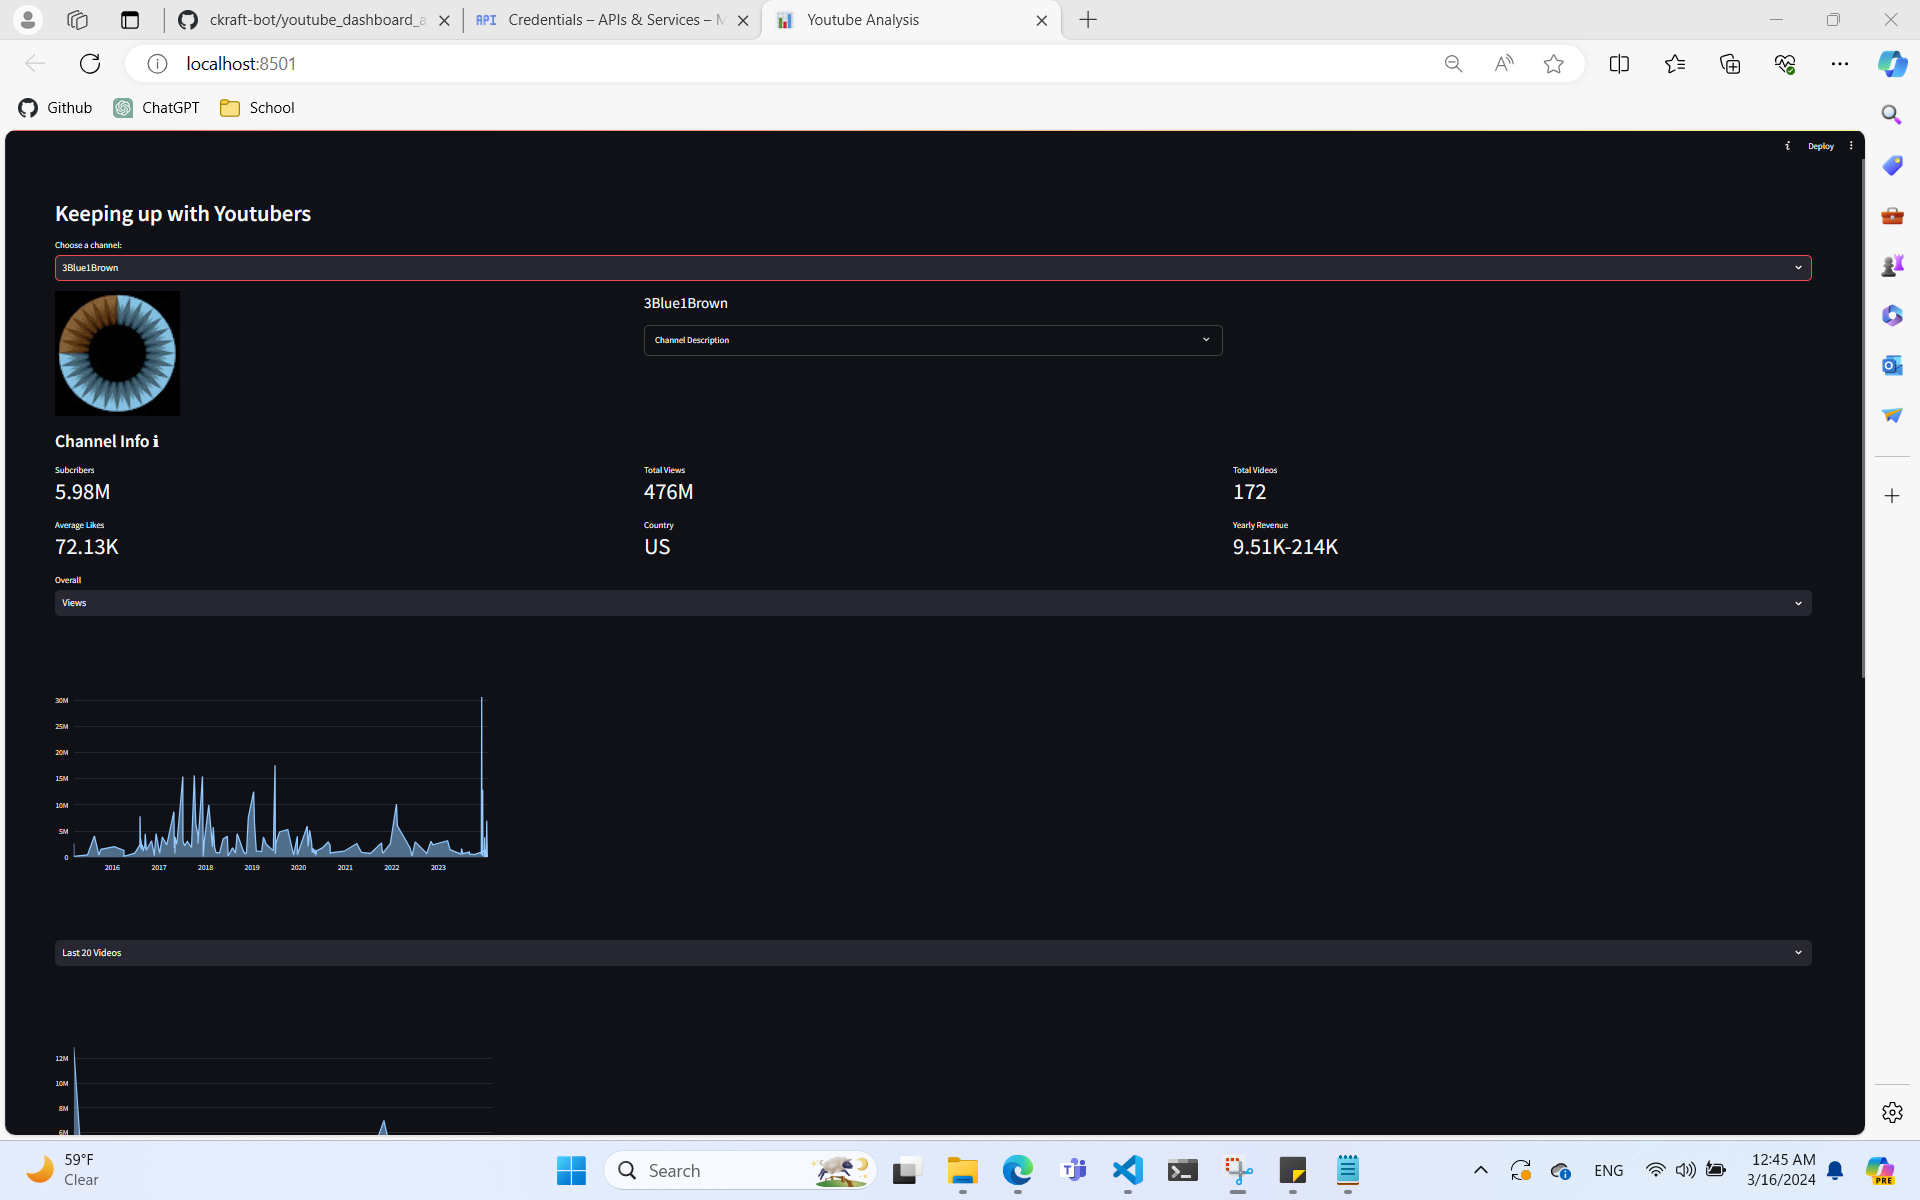 ckraft-bot/youtube_dashboard_a
API Credentials – APIs & Services – M
Youtube Analysis
localhost:8501
Github
ChatGPT
School
Deploy
Keeping up with Youtubers
Choose a channel:
3Blue1Brown
3Blue1Brown
Channel Description
Channel Info ℹ
Subcribers
Total Views
Total Videos
5.98M
476M
172
Average Likes
Country
Yearly Revenue
72.13K
US
9.51K-214K
Overall
Views
30M
25M
20M
15M
10M
5M
0
2016 2017 2018 2019 2020 2021 2022 2023
Last 20 Videos
12M
10M
8M
6M
59°F
Clear
Search
ENG
12:45 AM
3/16/2024
PRE